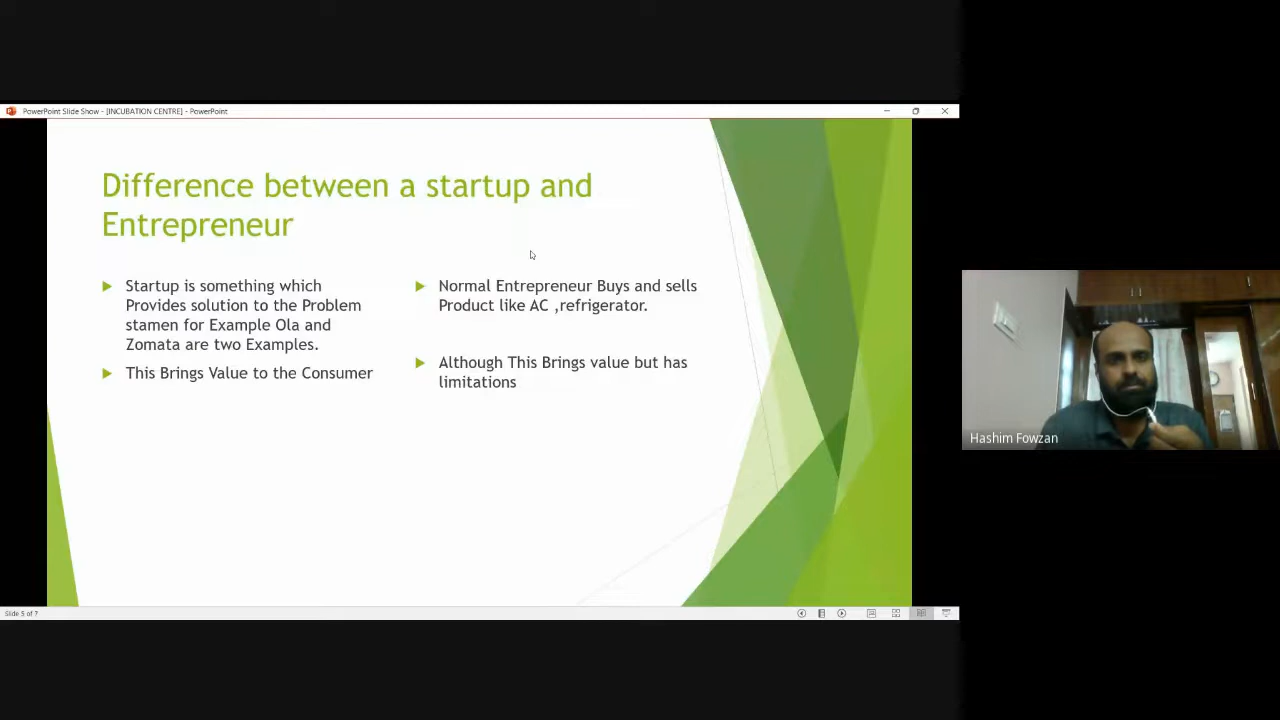 PowerPoint Slide Show - [INCUBATION CENTRE] - PowerPoint
Difference between a startup and
Entrepreneur
Startup is something which
Provides solution to the Problem
stamen for Example Ola and
Zomata are two Examples.
This Brings Value to the Consumer
Normal Entrepreneur Buys and sells
Product like AC ,refrigerator.
Although This Brings value but has
limitations
Hashim Fowzan
Slide 5 of 7